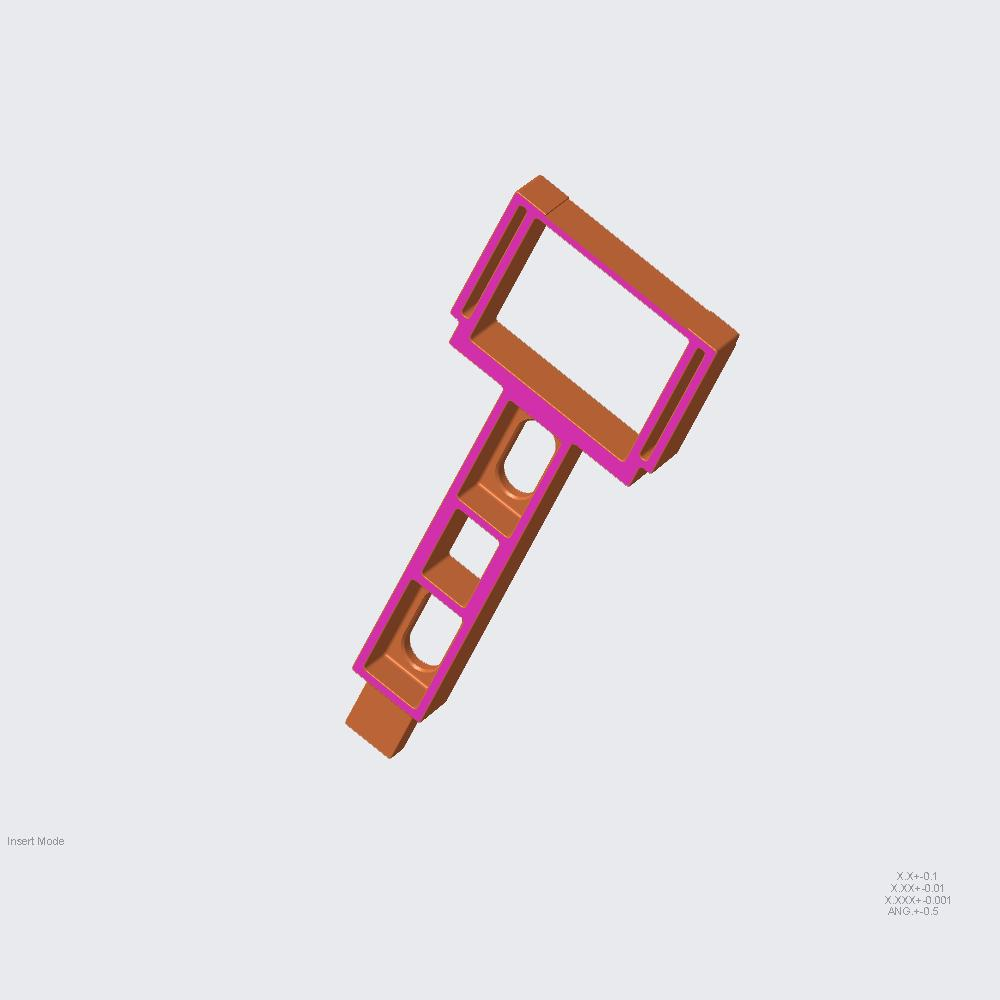 Insert Mode
X.X+-0.1
X.XX+-0.01
X.XXX+-0.001
ANG.+-0.5